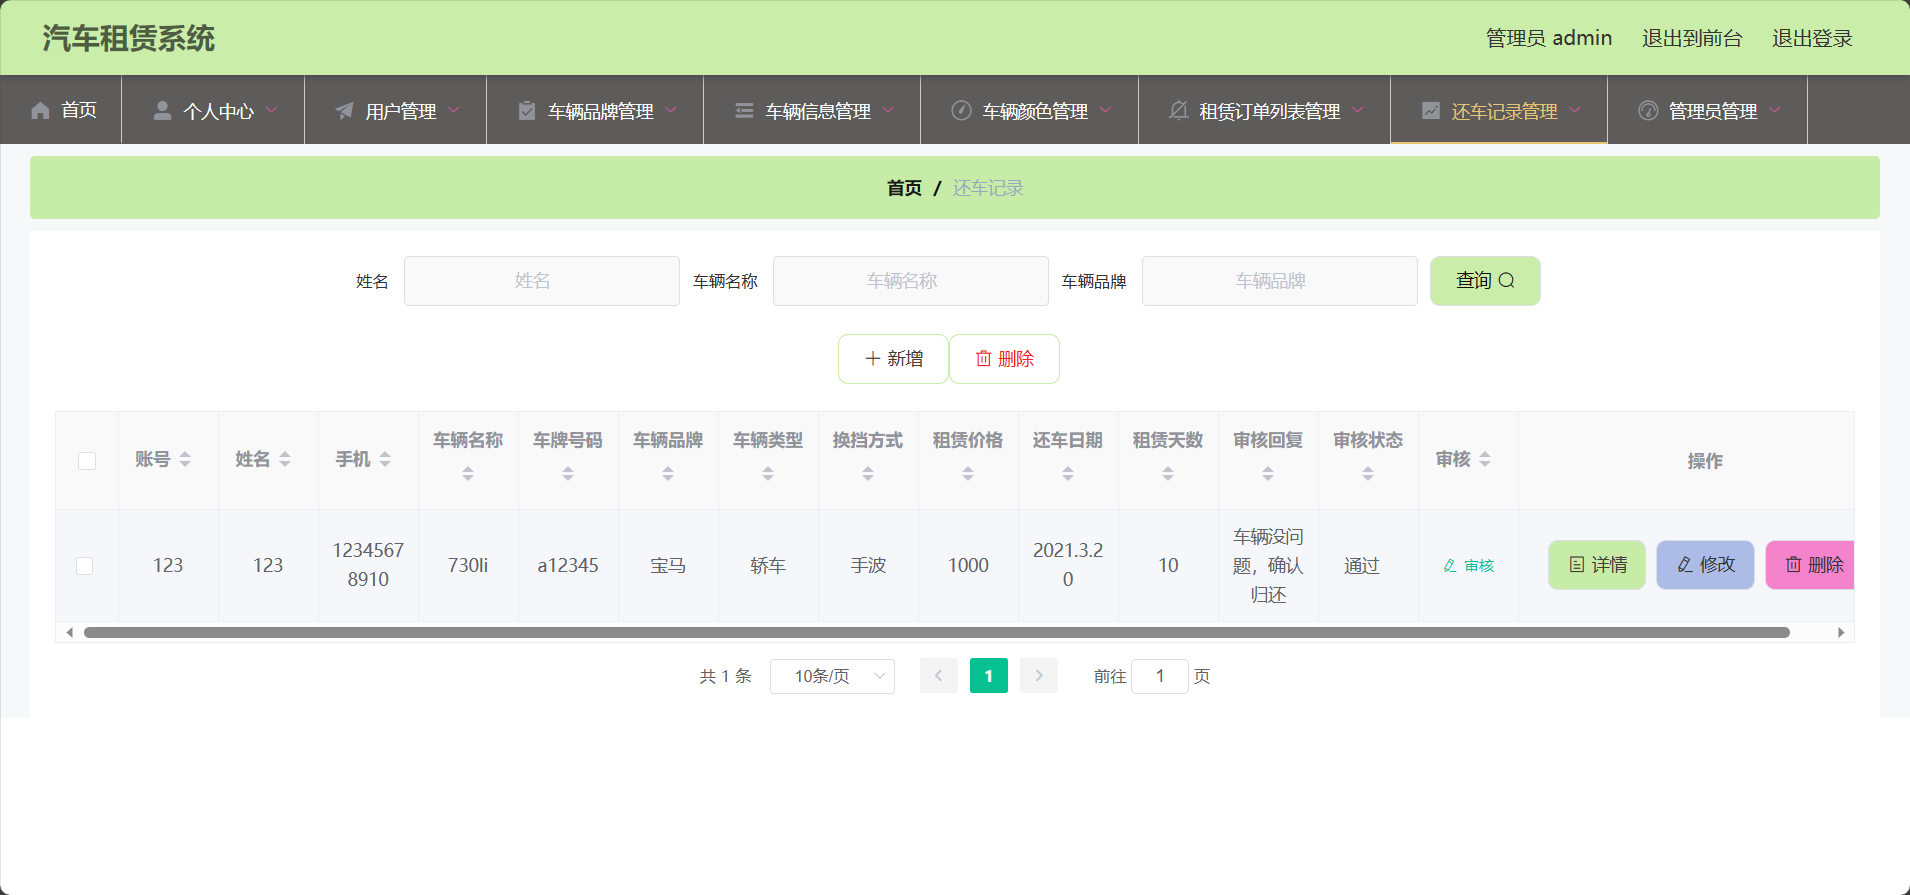 汽车租赁系统
管理员 admin 退出到前台 退出登录
首页 个人中心 用户管理 车辆品牌管理 车辆信息管理 车辆颜色管理 租赁订单列表管理 还车记录管理 管理员管理
首页 / 还车记录
姓名 姓名 车辆名称 车辆名称 车辆品牌 车辆品牌 查询
新增 删除
账号 姓名 手机 车辆名称 车牌号码 车辆品牌 车辆类型 换挡方式 租赁价格 还车日期 租赁天数 审核回复 审核状态 审核 操作
123 123 1234567
8910 730li a12345 宝马 轿车 手波 1000 2021.3.2
0 10 车辆没问
题，确认
归还 通过 审核 详情 修改 删除
共 1 条 10条/页 1 前往 1 页